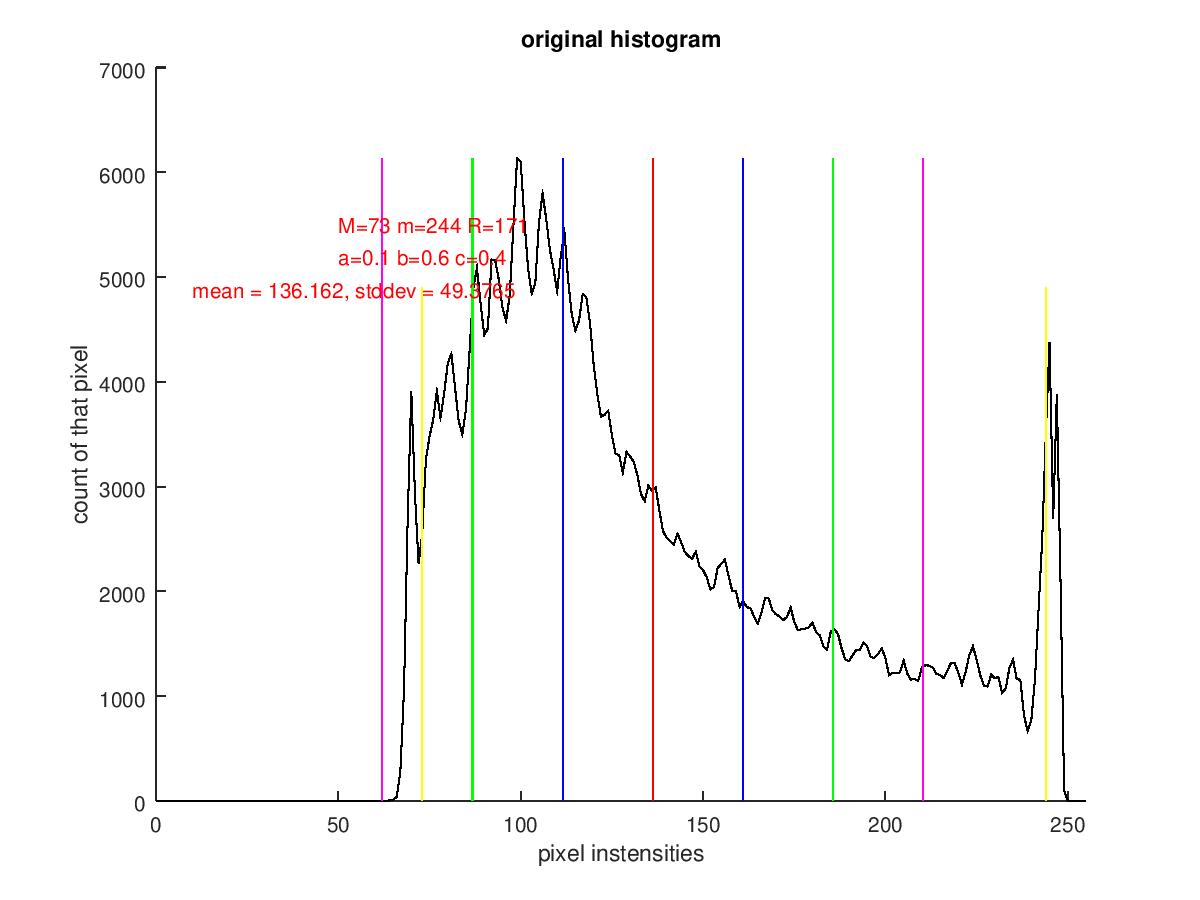 original histogram
7000
6000
5000
4000
3000
2000
1000
0
count of that pixel
M=73 m=244 R=171
a=0.1 b=0.6 c=0.4
mean = 136.162, stddev = 49.3765
0 50 100 150 200 250
pixel instensities